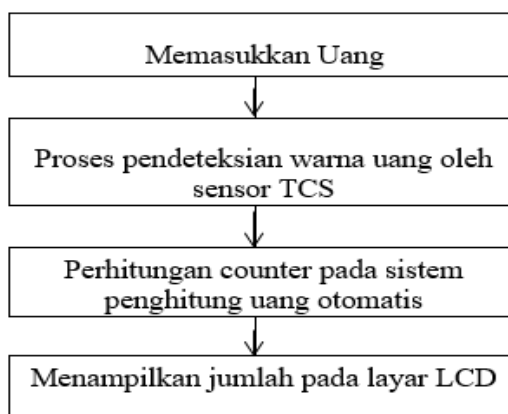 Memasukkan Uang
Proses pendeteksian warna uang oleh
sensor TCS
Perhitungan counter pada sistem
penghitung uang otomatis
Menampilkan jumlah pada layar LCD